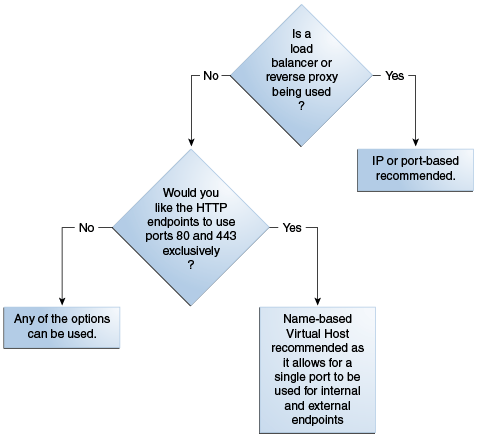 Is a
load
balancer or
reverse proxy
being used
?
No
Yes
IP or port-based
recommended.
Would you
like the HTTP
endpoints to use
ports 80 and 443
exclusively
?
No
Yes
Any of the options
can be used.
Name-based
Virtual Host
recommended as
it allows for a
single port to be
used for internal
and external
endpoints